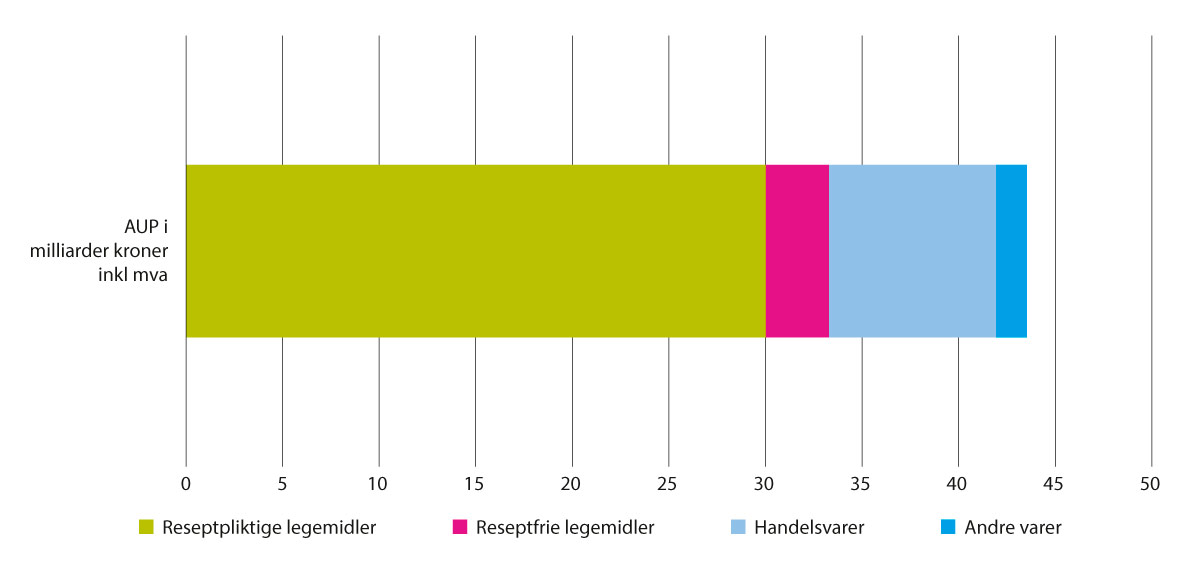 AUP i
milliarder kroner
inkl mva
0 5 10 15 20 25 30 35 40 45 50
Reseptpliktige legemidler Reseptfrie legemidler Handelsvarer Andre varer